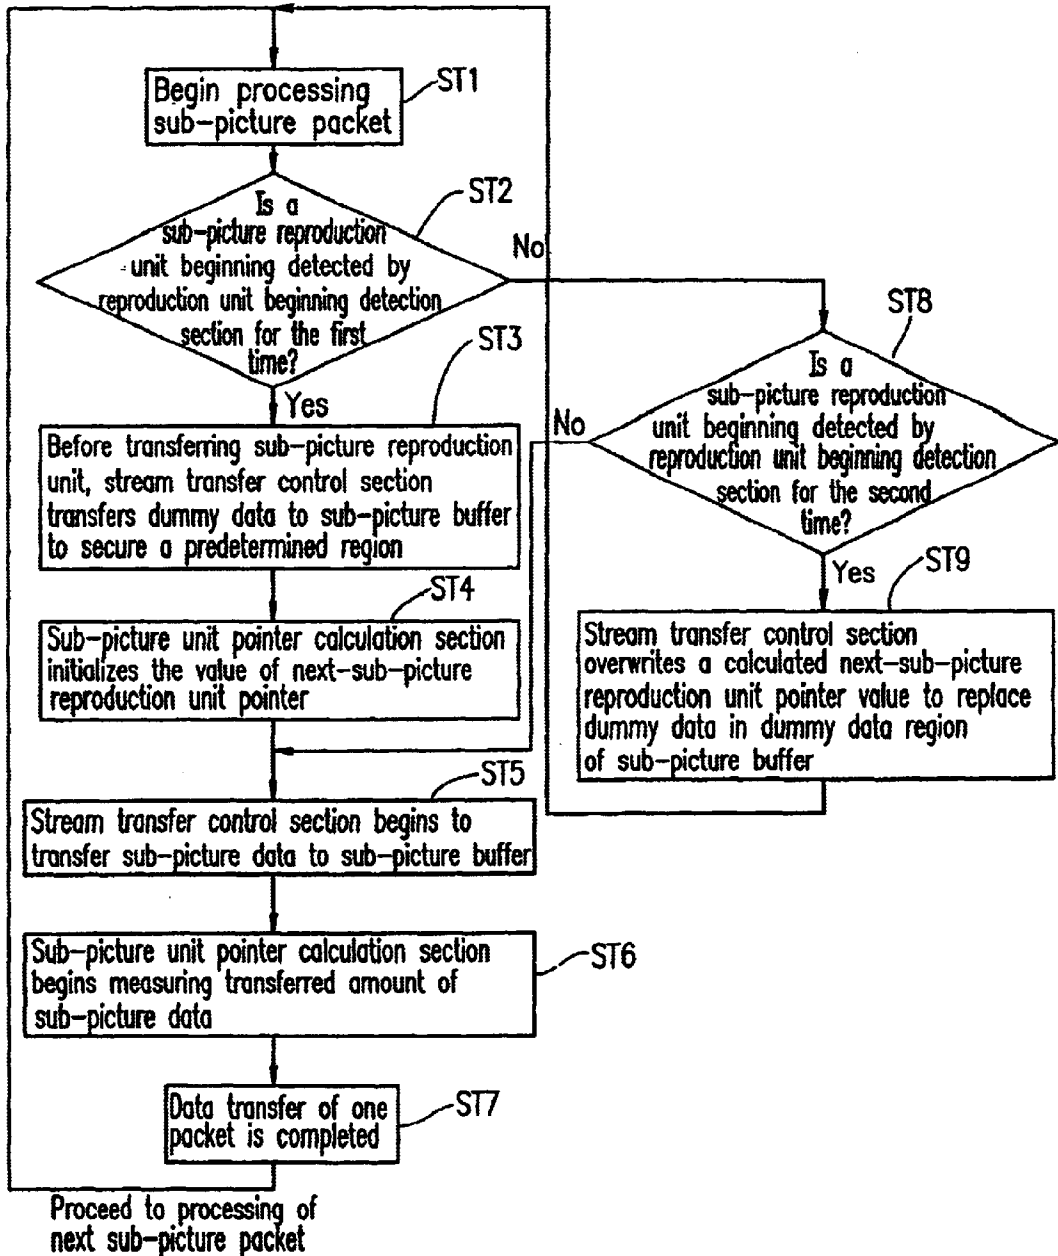 Begin processing
sub-picture packet
ST1
Is a
sub-picture reproduction
unit beginning detected by
reproduction unit beginning detection
section for the first
time?
ST2
No
Yes
Before transferring sub-picture reproduction
unit, stream transfer control section
transfers dummy data to sub-picture buffer
to secure a predetermined region
ST3
Sub-picture unit pointer calculation section
initializes the value of next-sub-picture
reproduction unit pointer
ST4
Stream transfer control section begins to
transfer sub-picture data to sub-picture buffer
ST5
Sub-picture unit pointer calculation section
begins measuring transferred amount of
sub-picture data
ST6
Data transfer of one
packet is completed
ST7
Proceed to processing of
next sub-picture packet
ST8
Is a
sub-picture reproduction
unit beginning detected by
reproduction unit beginning detection
section for the second
time?
No
Yes
ST9
Stream transfer control section
overwrites a calculated next-sub-picture
reproduction unit pointer value to replace
dummy data in dummy data region
of sub-picture buffer